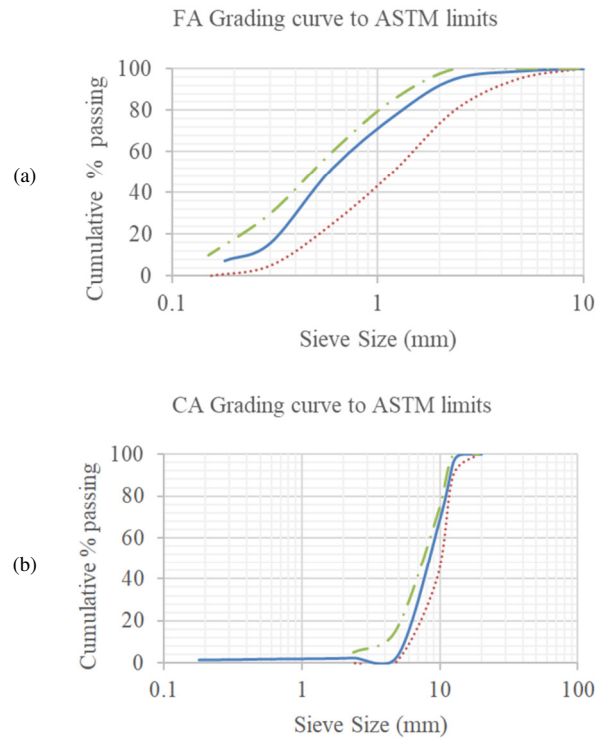 FA Grading curve to ASTM limits
(a)
Cumulative % passing
100
80
60
40
20
0
0.1
1
10
Sieve Size (mm)
CA Grading curve to ASTM limits
(b)
Cumulative % passing
100
80
60
40
20
0
0.1
1
10
100
Sieve Size (mm)